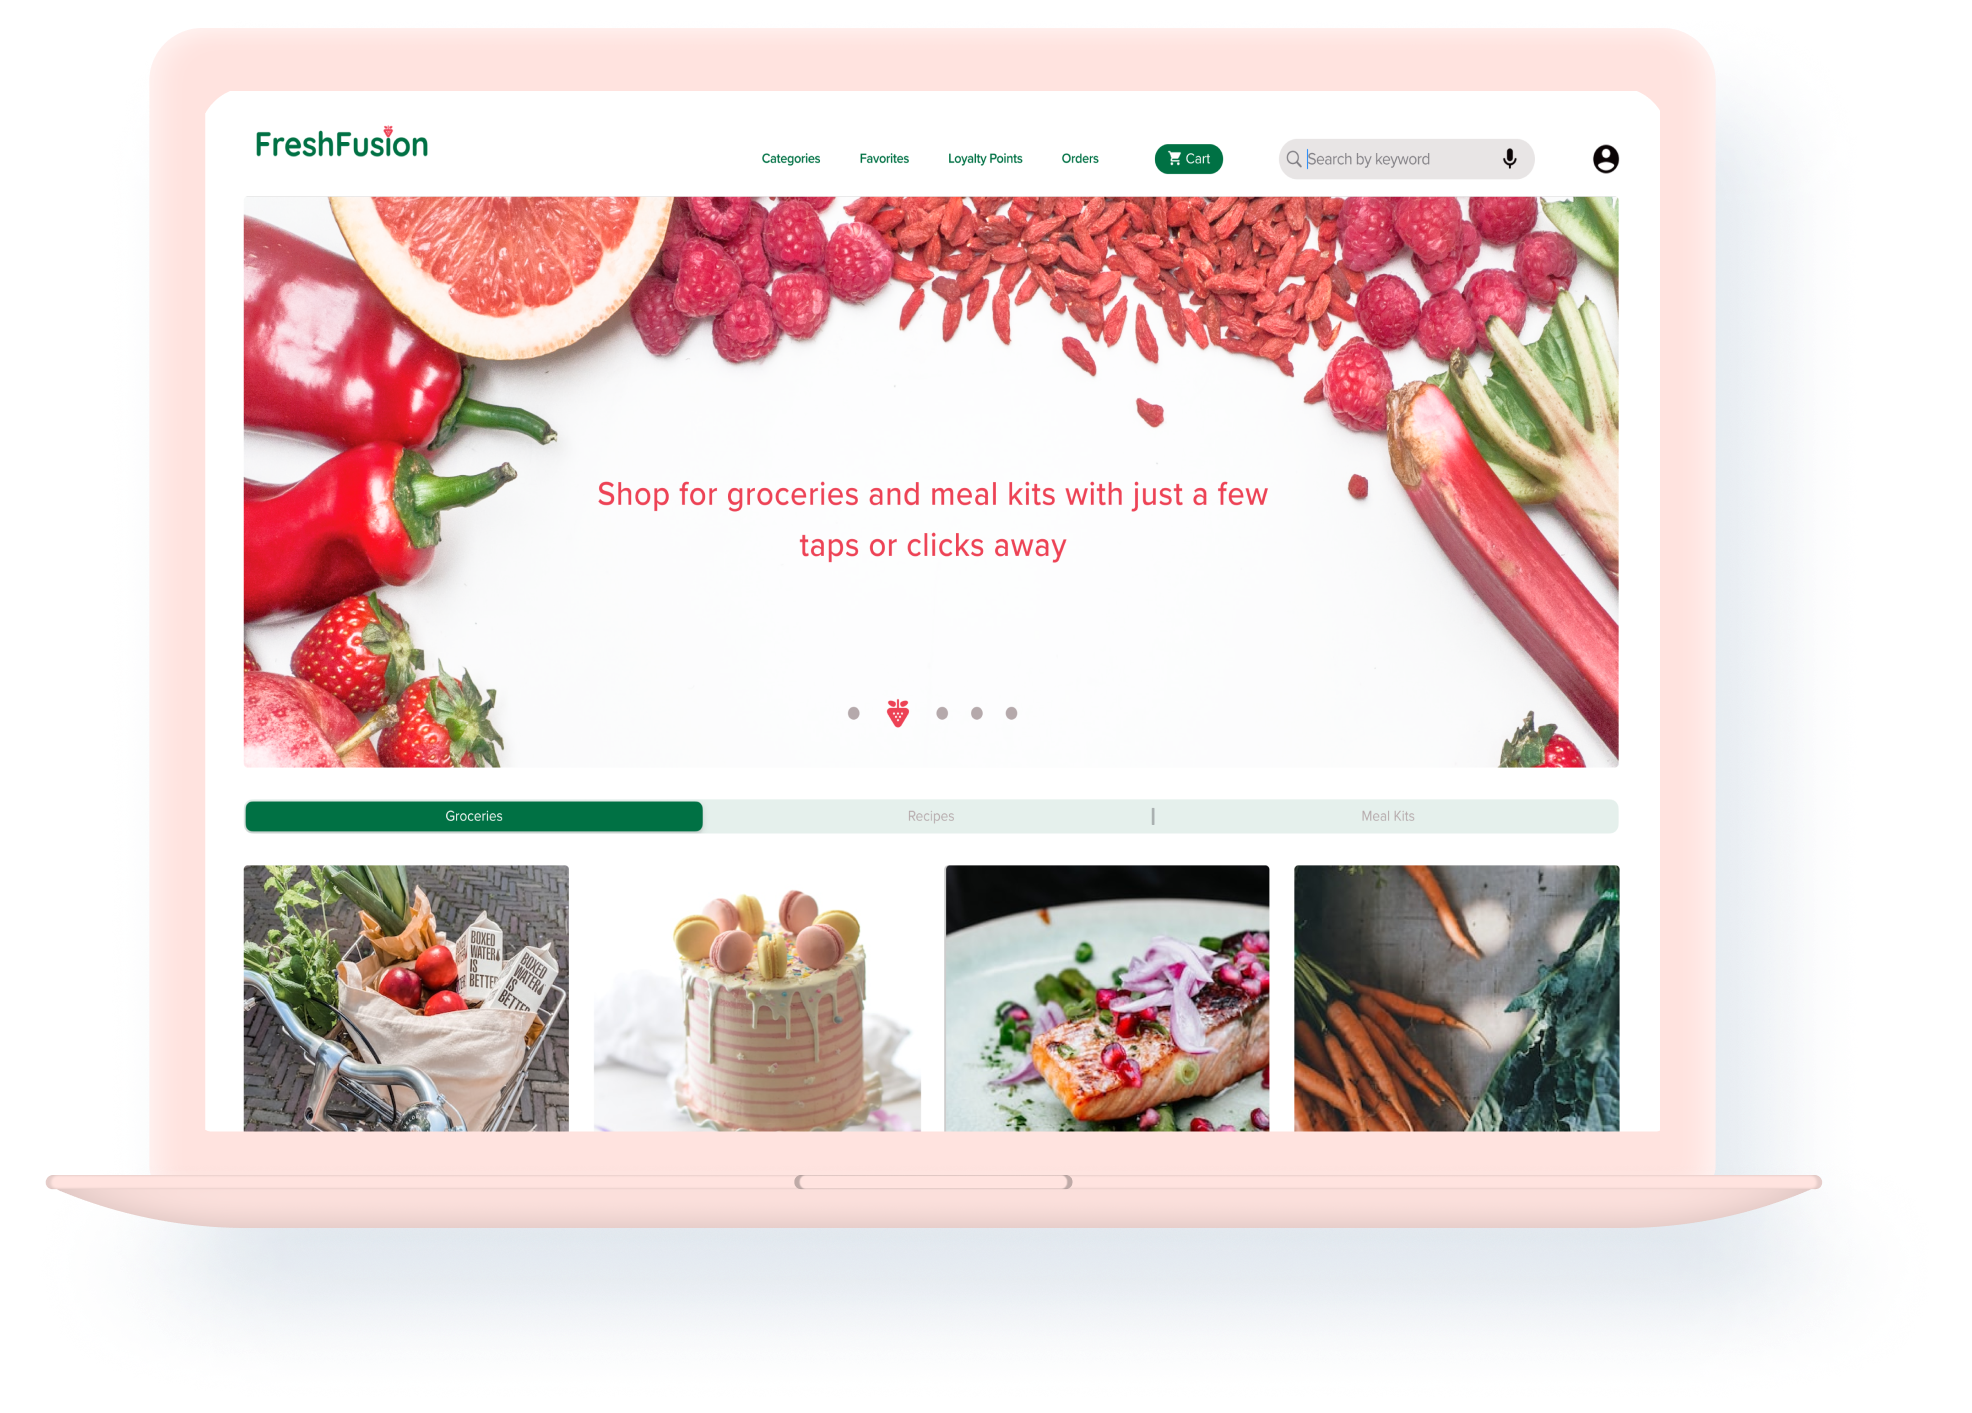 FreshFusion
Categories Favorites Loyalty Points Orders Cart Search by keyword
Shop for groceries and meal kits with just a few
taps or clicks away
Groceries Recipes Meal Kits
BOXED
WATER
IS
BETTER
BOXED
WATER
IS
BETTER